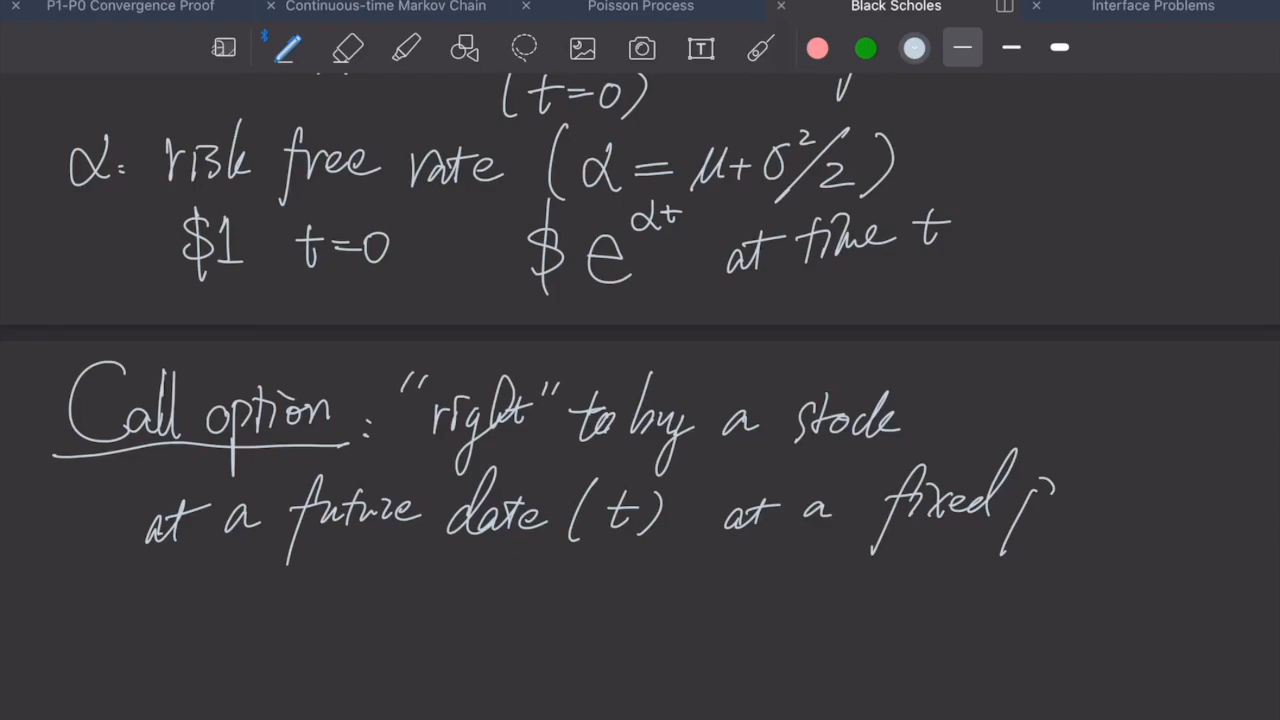 P1-P0 Convergence Proof
Continuous-time Markov Chain
Poisson Process
Black Scholes
Interface Problems
(t=0)
α: risk free rate (α = μ + σ²/2)
$1 t=0 $ e^{αt} at time t
Call option: "right" to buy a stock
at a future date (t) at a fixed p